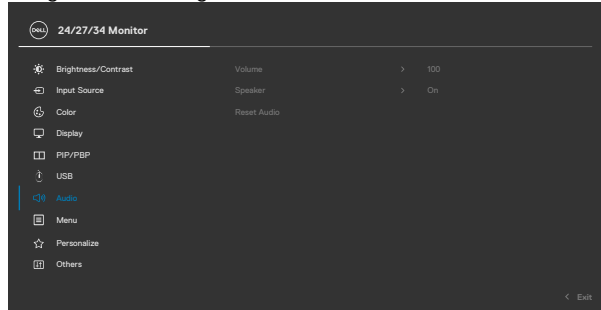 DELL 24/27/34 Monitor
Brightness/Contrast Volume > 100
Input Source Speaker > On
Color Reset Audio
Display
PIP/PBP
USB
Audio
Menu
Personalize
Others
< Exit